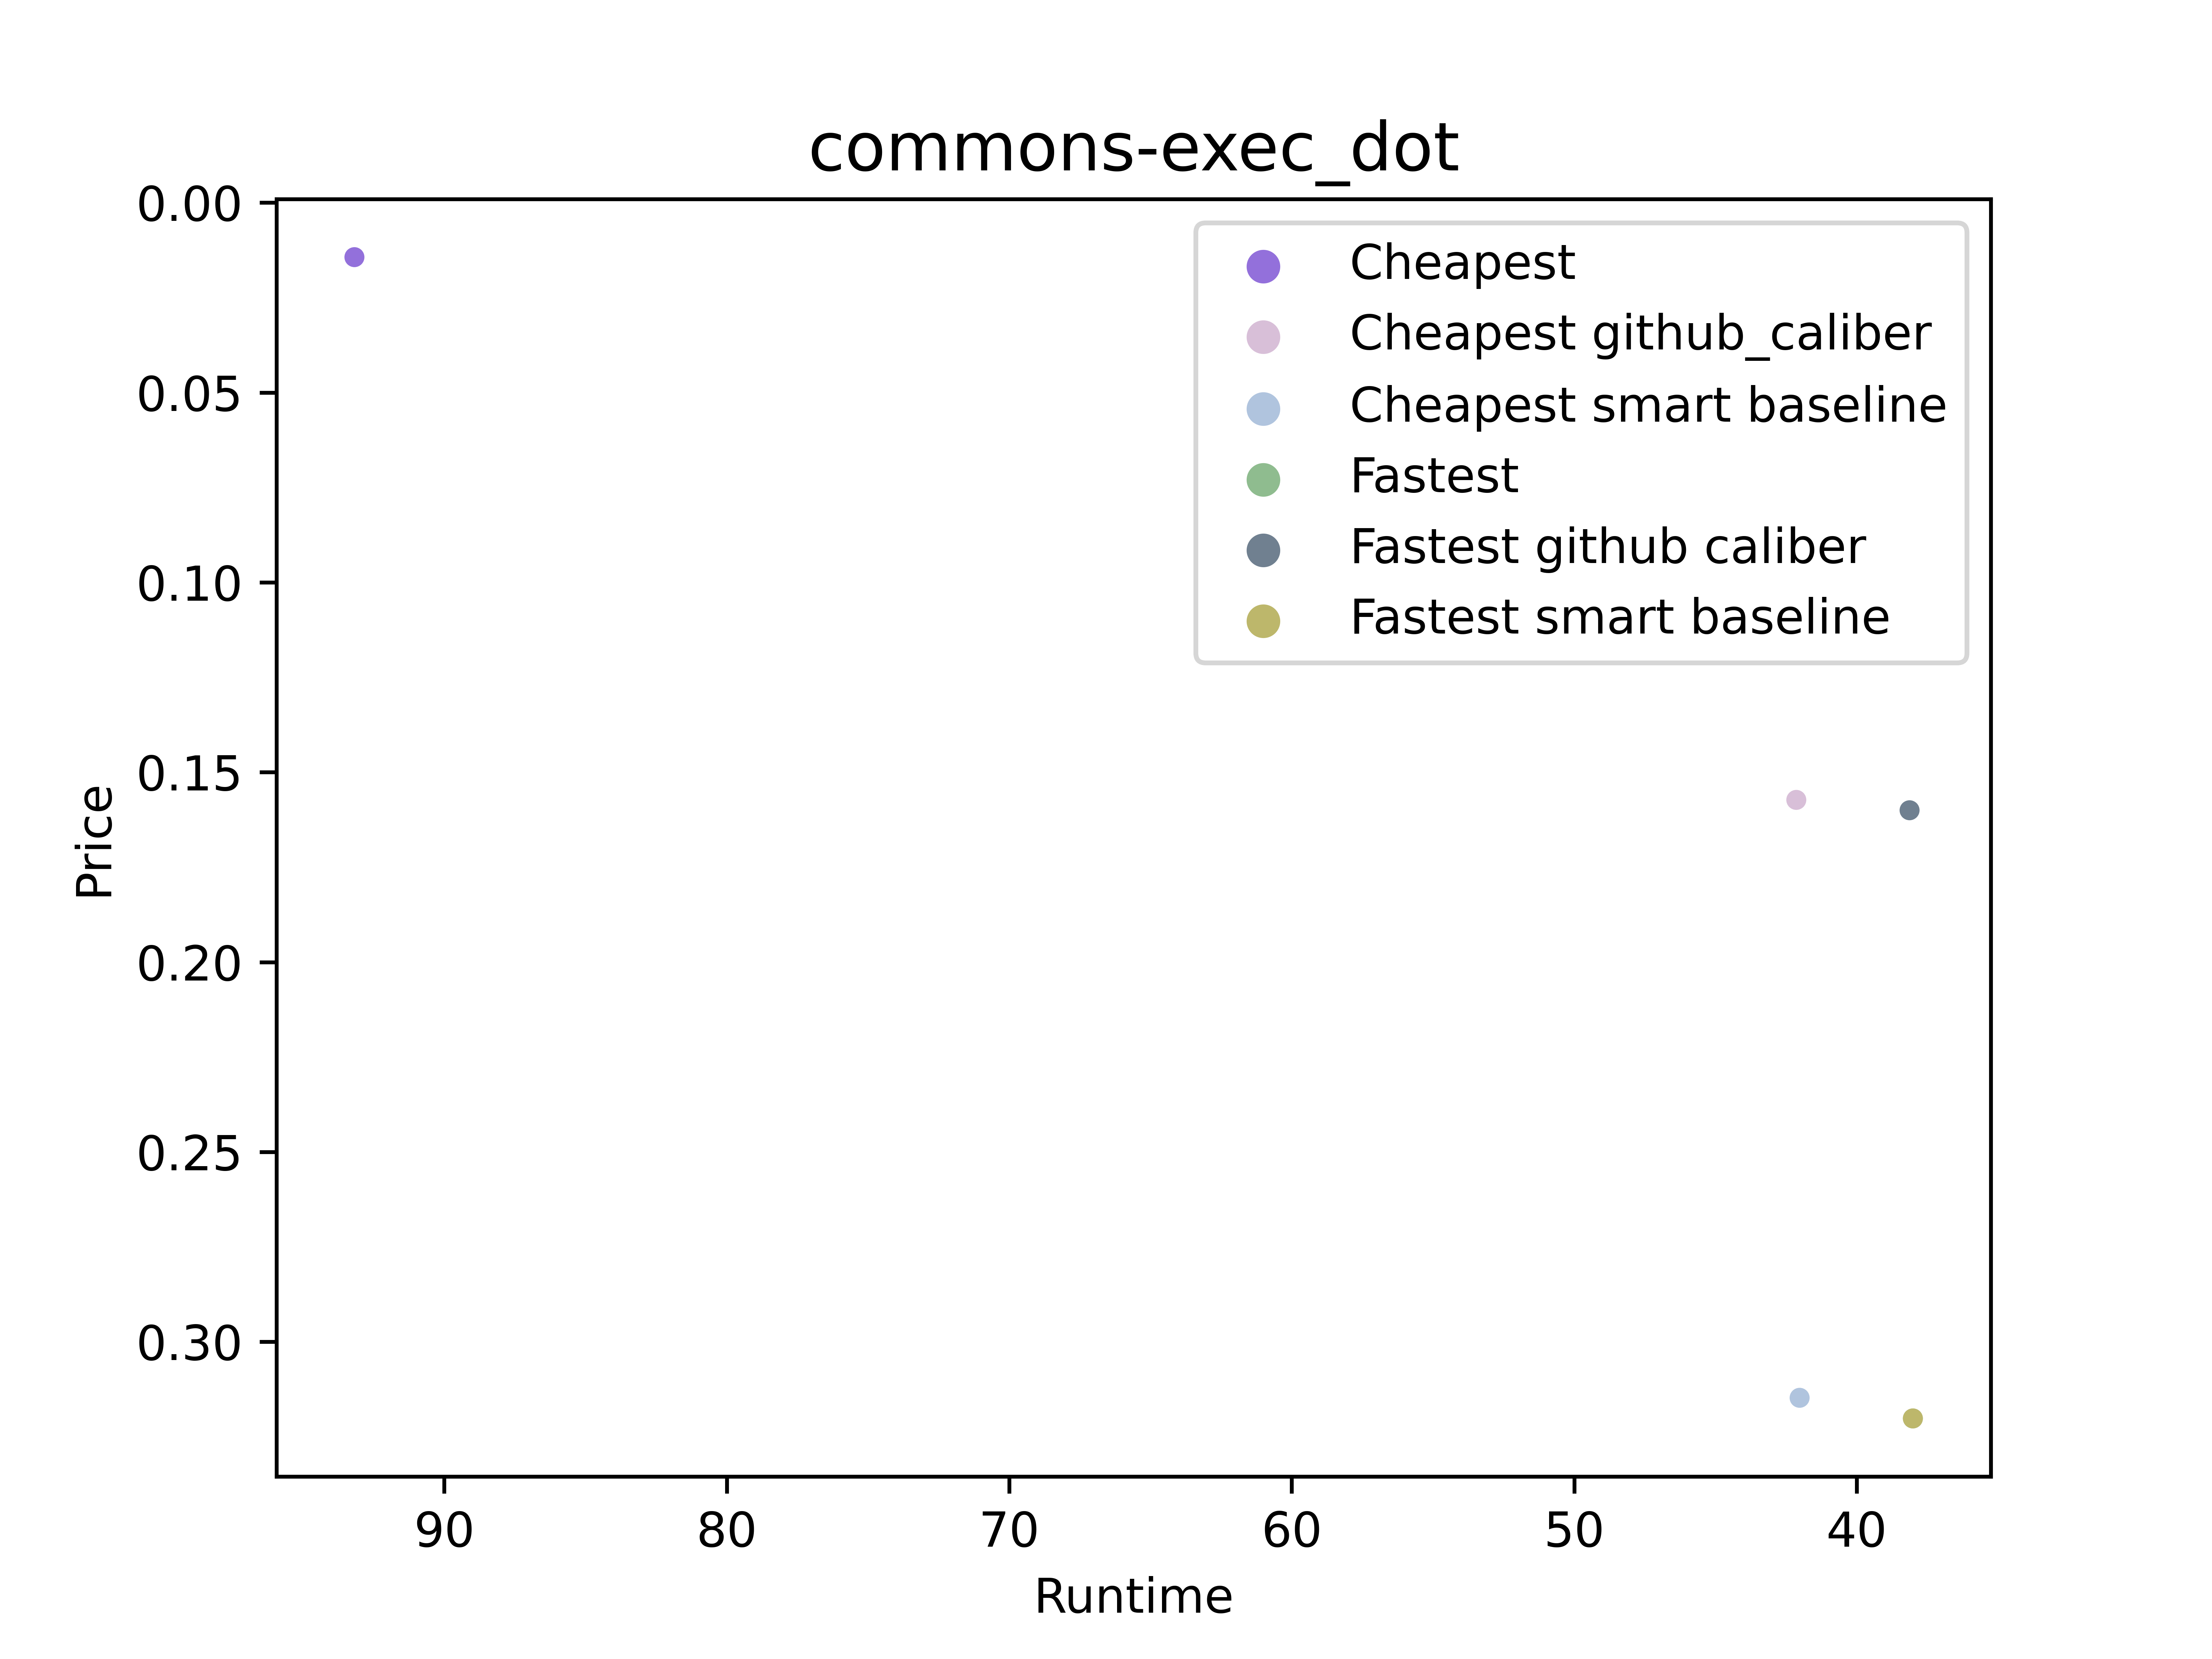 commons-exec_dot
0.00
0.05
0.10
0.15
0.20
0.25
0.30
Price
Cheapest
Cheapest github_caliber
Cheapest smart baseline
Fastest
Fastest github caliber
Fastest smart baseline
90 80 70 60 50 40
Runtime